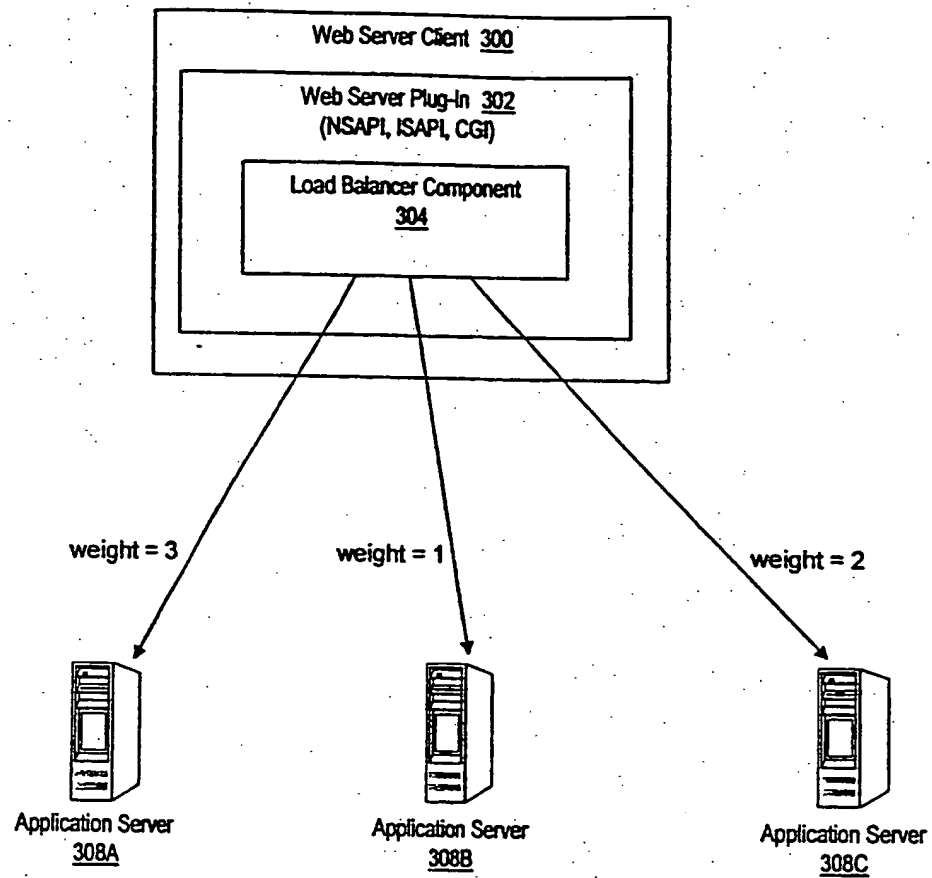 Web Server Client 300
Web Server Plug-In 302
(NSAPI, ISAPI, CGI)
Load Balancer Component
304
weight = 3
weight = 1
weight = 2
Application Server
308A
Application Server
308B
Application Server
308C